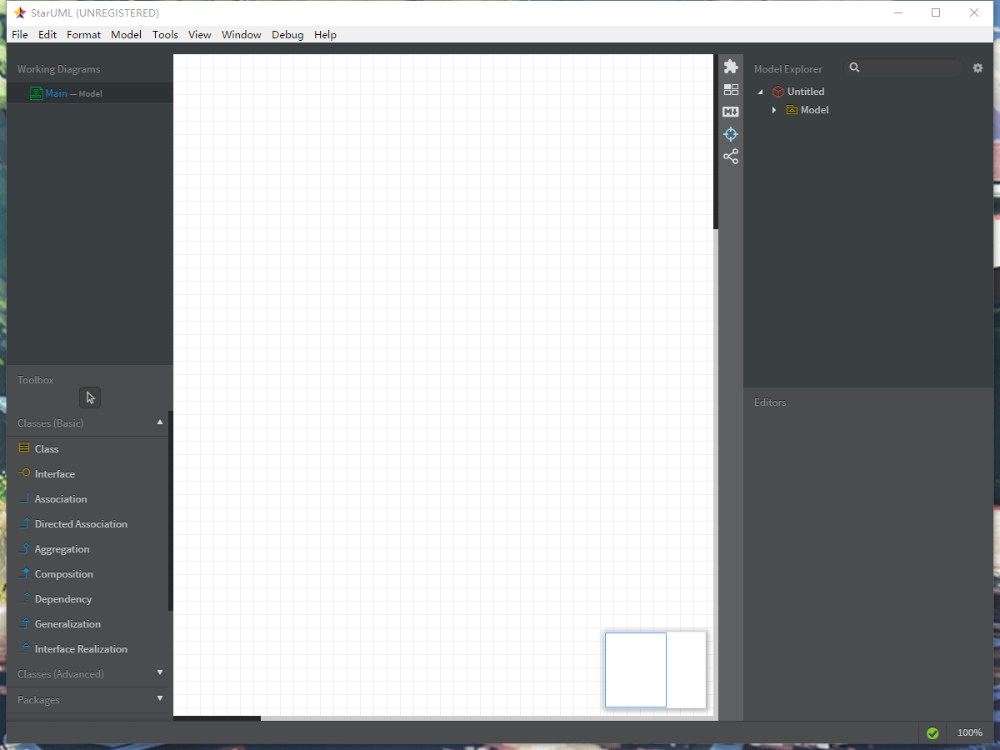 StarUML (UNREGISTERED)
File Edit Format Model Tools View Window Debug Help
Working Diagrams
Main — Model
Toolbox
Classes (Basic)
Class
Interface
Association
Directed Association
Aggregation
Composition
Dependency
Generalization
Interface Realization
Classes (Advanced)
Packages
M
Model Explorer
Untitled
Model
Editors
100%